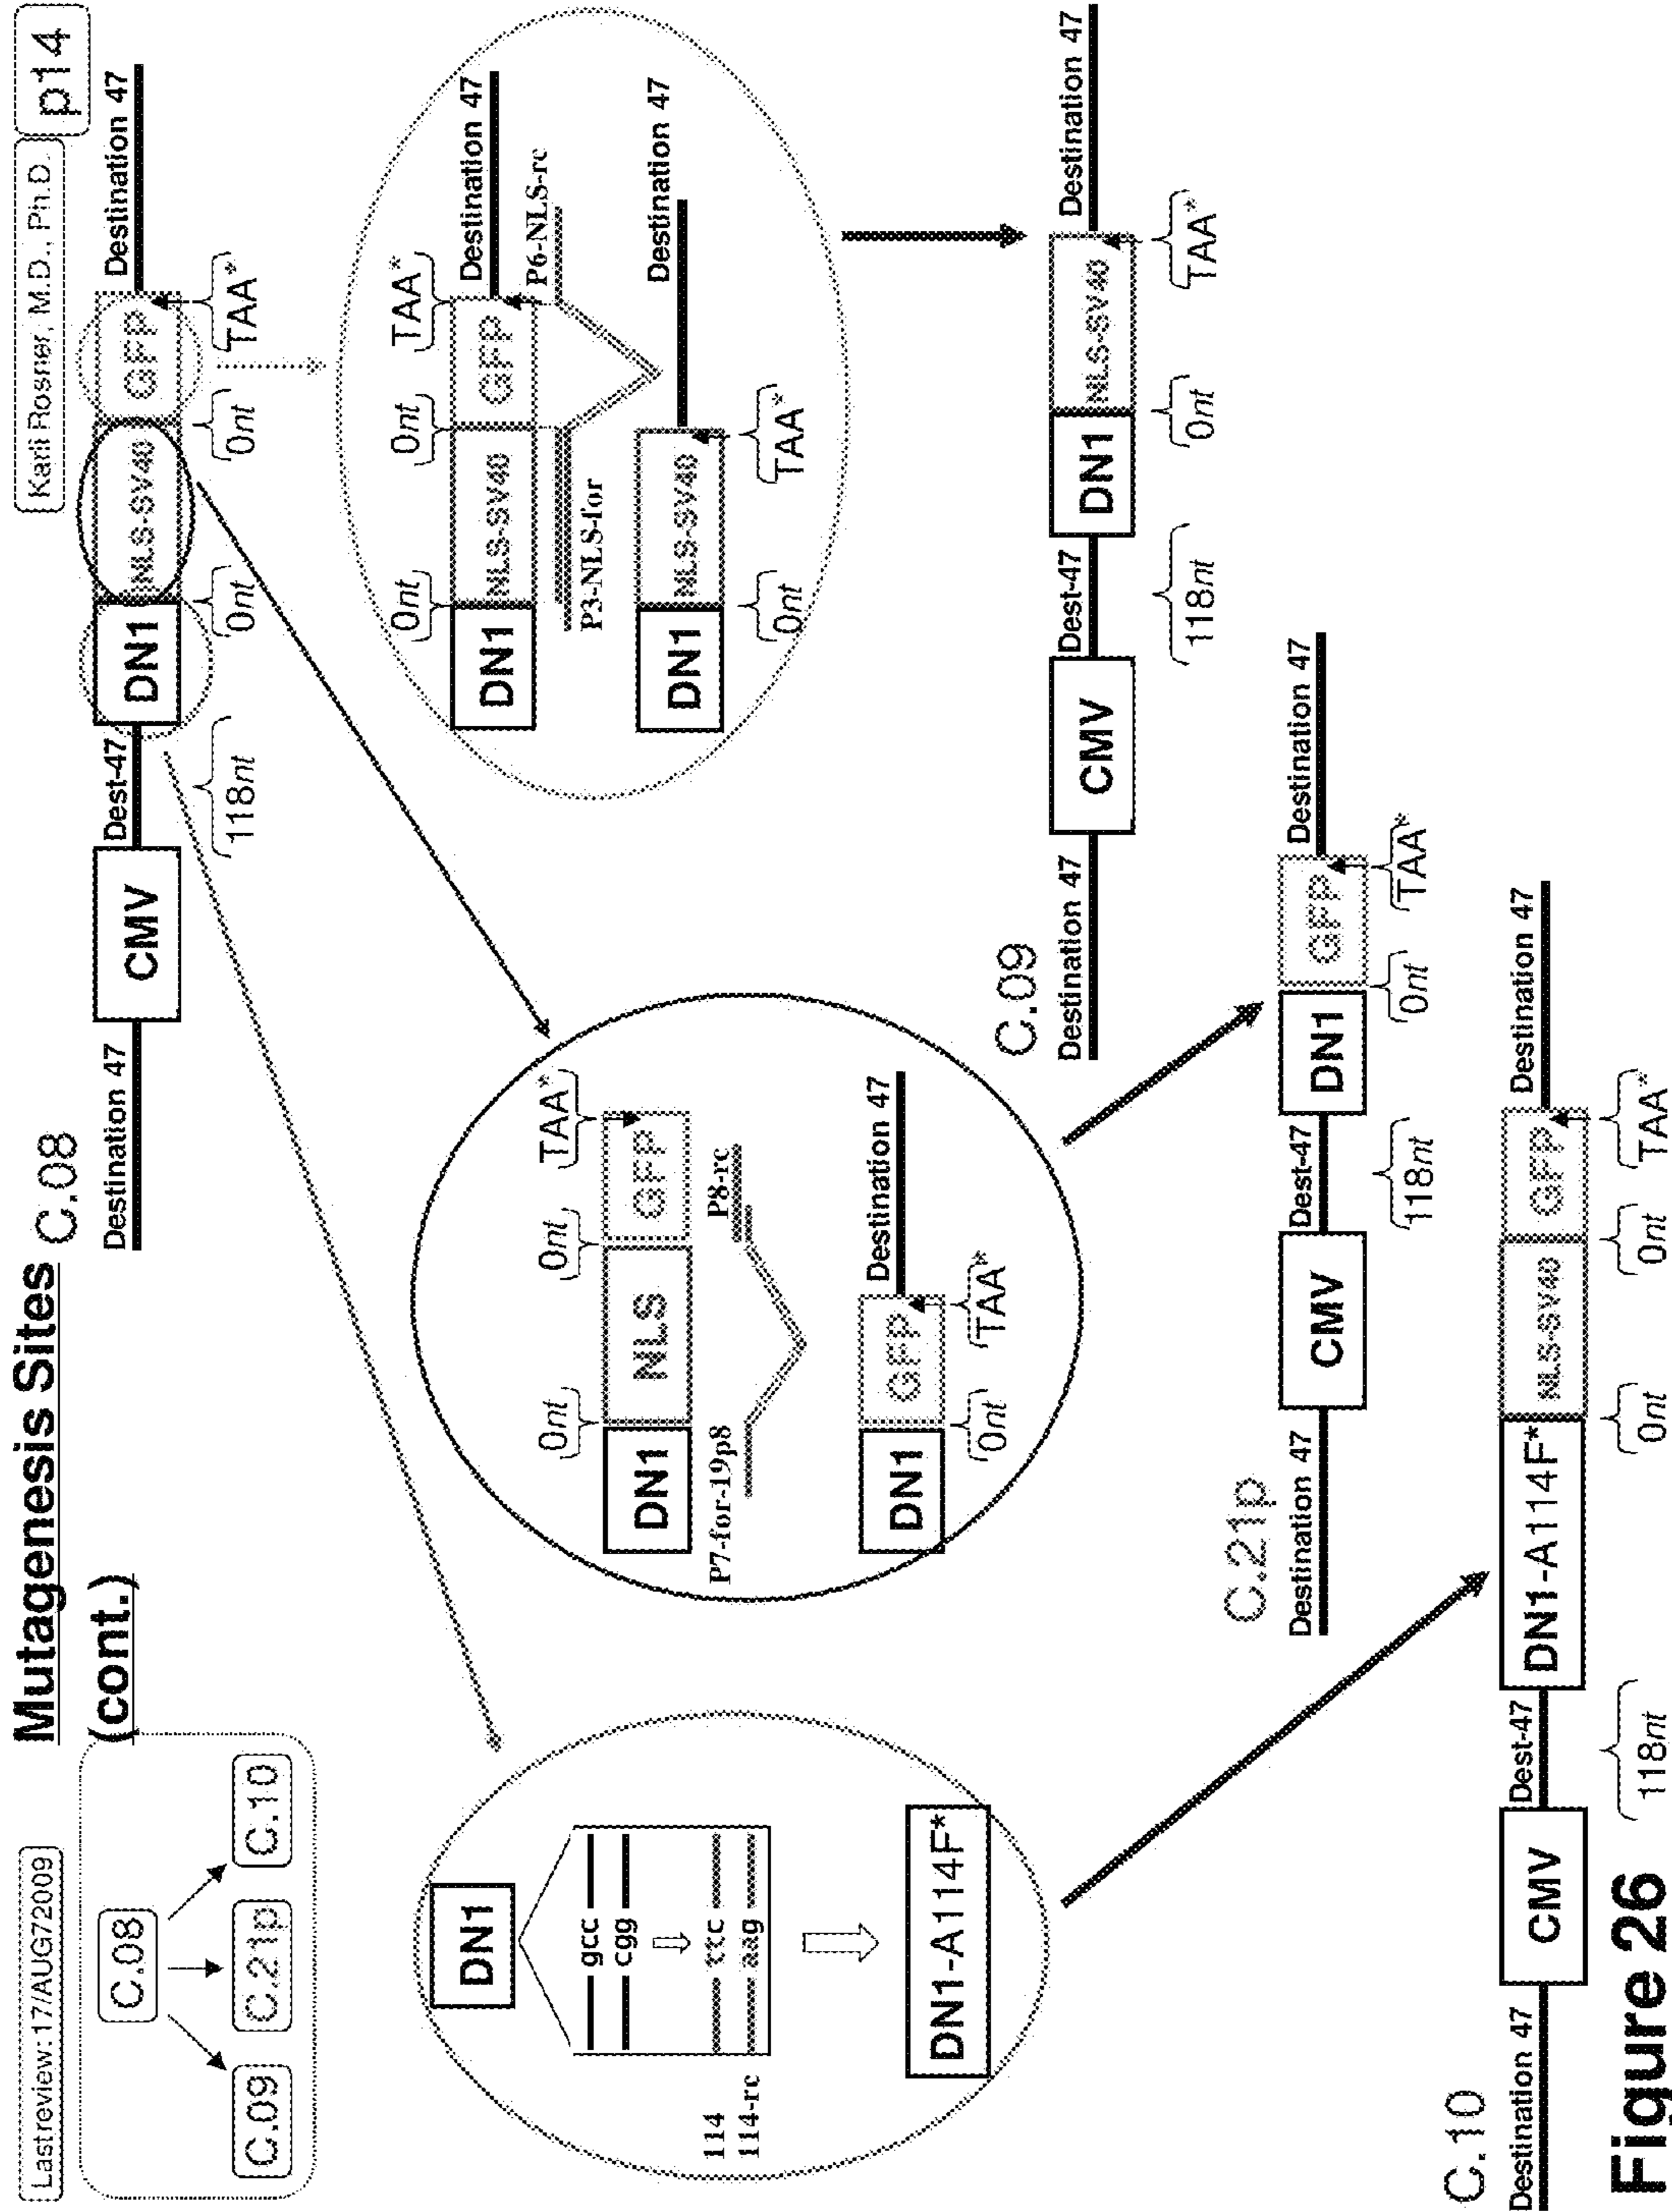 Last review: 17/AUG72009
Mutagenesis Sites
(cont.)
Karli Rosner, M.D., Ph.D.
p14
C.08
C.09
C.21p
C.10
C.08
Destination 47
CMV
Dest-47
DN1
NLS-SV40
GFP
Destination 47
118nt
0nt
0nt
TAA*
DN1
gcc
cgg
ttc
aag
114
114-rc
DN1-A114F*
0nt
0nt
TAA*
DN1
NLS
GFP
P7-for-19p8
P8-rc
DN1
GFP
Destination 47
0nt
TAA*
0nt
0nt
TAA*
DN1
NLS-SV40
GFP
Destination 47
P3-NLS-for
P6-NLS-rc
DN1
NLS-SV40
Destination 47
0nt
TAA*
C.09
Destination 47
CMV
Dest-47
DN1
NLS-SV40
Destination 47
118nt
0nt
TAA*
C.21p
Destination 47
CMV
Dest-47
DN1
GFP
Destination 47
118nt
0nt
TAA*
C.10
Destination 47
CMV
Dest-47
DN1-A114F*
NLS-SV40
GFP
Destination 47
118nt
0nt
0nt
TAA*
Figure 26